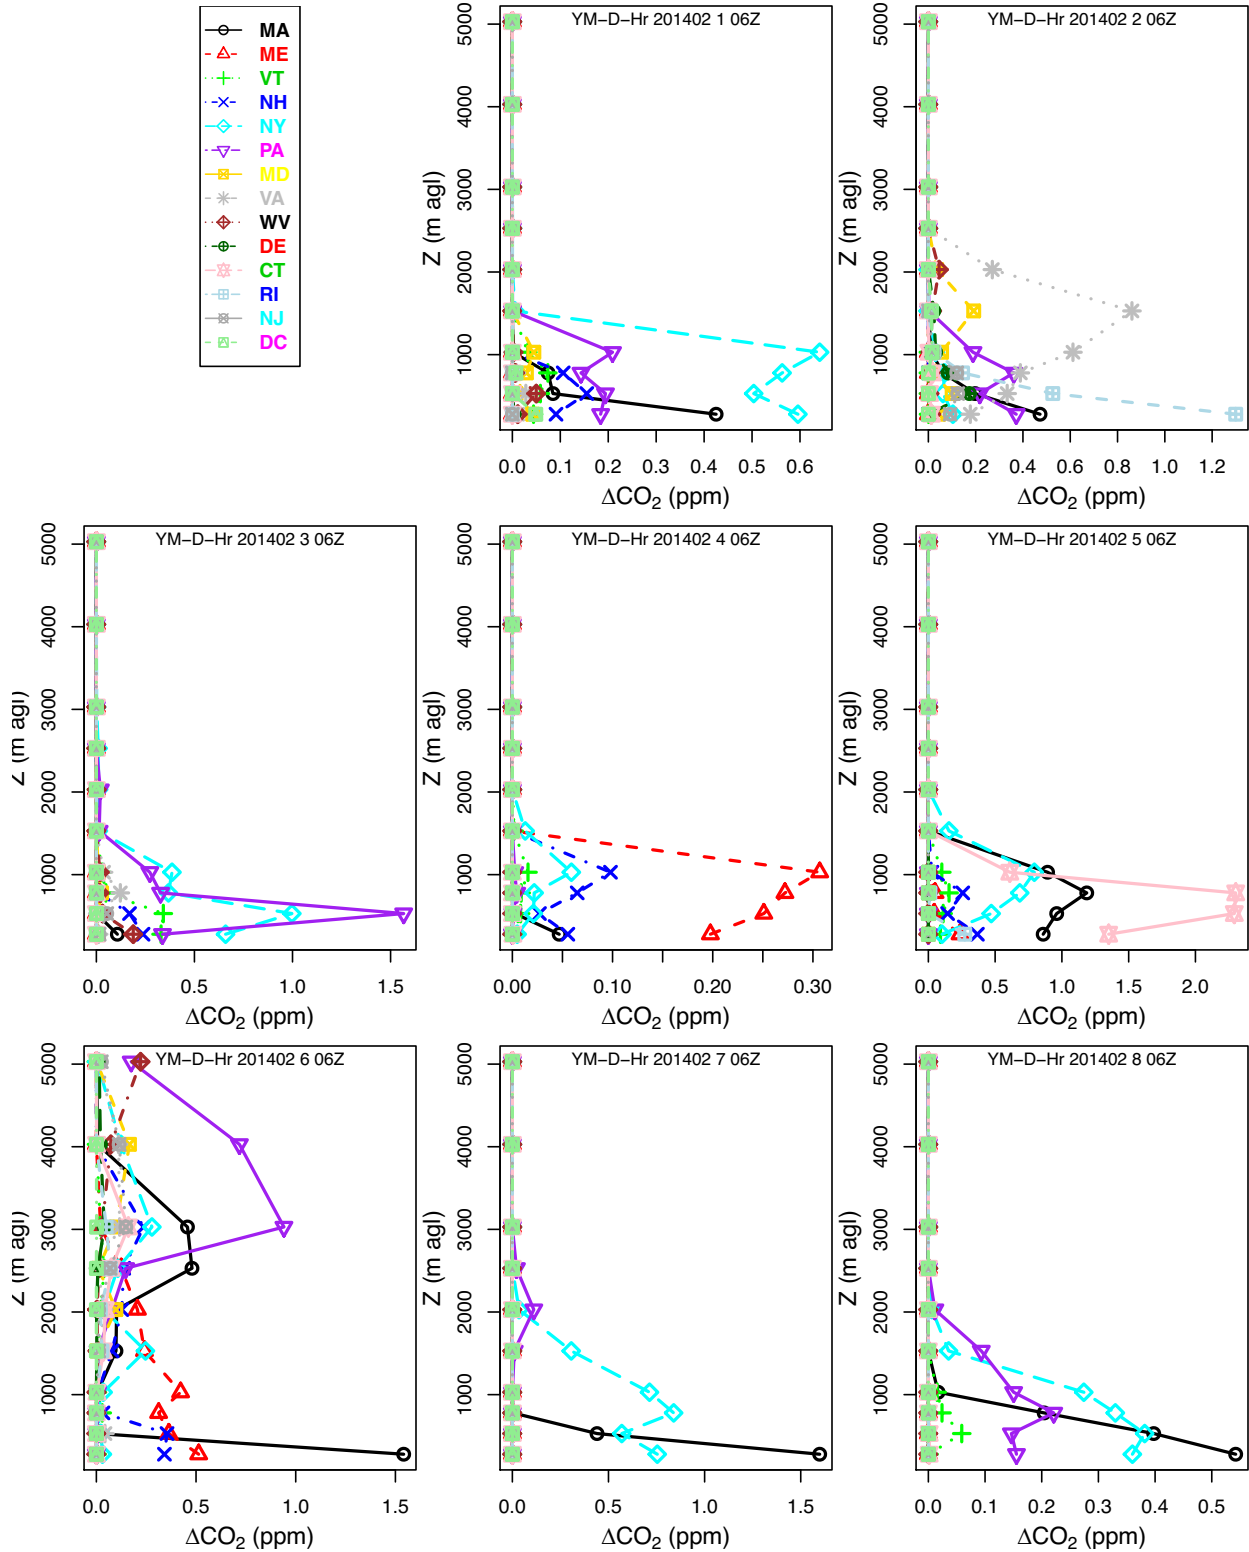 MA
ME
VT
NH
NY
PA
MD
VA
WV
DE
CT
RI
NJ
DC
YM−D−Hr 201402 1 06Z
Z (m agl)
1000 2000 3000 4000 5000
0.0 0.1 0.2 0.3 0.4 0.5 0.6
ΔCO₂ (ppm)
YM−D−Hr 201402 2 06Z
Z (m agl)
1000 2000 3000 4000 5000
0.0 0.2 0.4 0.6 0.8 1.0 1.2
ΔCO₂ (ppm)
YM−D−Hr 201402 3 06Z
Z (m agl)
1000 2000 3000 4000 5000
0.0 0.5 1.0 1.5
ΔCO₂ (ppm)
YM−D−Hr 201402 4 06Z
Z (m agl)
1000 2000 3000 4000 5000
0.00 0.10 0.20 0.30
ΔCO₂ (ppm)
YM−D−Hr 201402 5 06Z
Z (m agl)
1000 2000 3000 4000 5000
0.0 0.5 1.0 1.5 2.0
ΔCO₂ (ppm)
YM−D−Hr 201402 6 06Z
Z (m agl)
1000 2000 3000 4000 5000
0.0 0.5 1.0 1.5
ΔCO₂ (ppm)
YM−D−Hr 201402 7 06Z
Z (m agl)
1000 2000 3000 4000 5000
0.0 0.5 1.0 1.5
ΔCO₂ (ppm)
YM−D−Hr 201402 8 06Z
Z (m agl)
1000 2000 3000 4000 5000
0.0 0.1 0.2 0.3 0.4 0.5
ΔCO₂ (ppm)